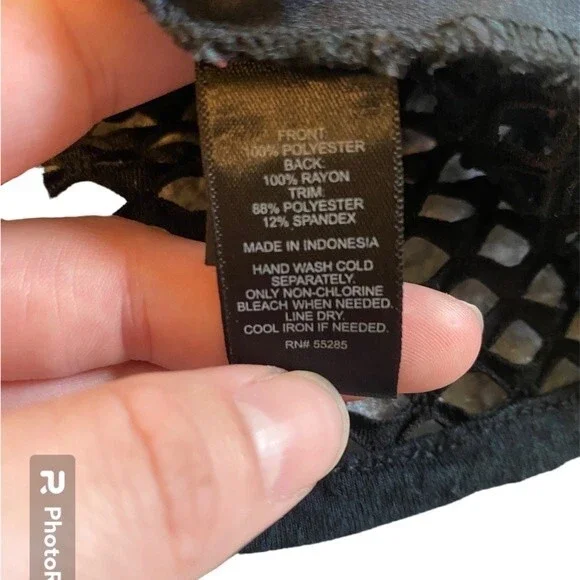 FRONT:
100% POLYESTER
BACK:
100% RAYON
TRIM:
88% POLYESTER
12% SPANDEX
MADE IN INDONESIA
HAND WASH COLD
SEPARATELY.
ONLY NON-CHLORINE
BLEACH WHEN NEEDED.
LINE DRY.
COOL IRON IF NEEDED.
RN# 55285
PhotoR